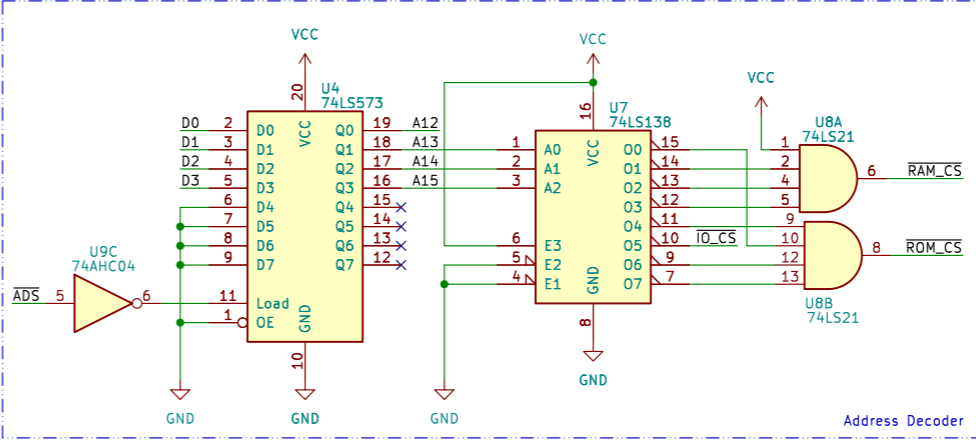 VCC
U4
74LS573
20
VCC
D0 2 D0 Q0 19 A12
D1 3 D1 Q1 18 A13
D2 4 D2 Q2 17 A14
D3 5 D3 Q3 16 A15
6 D4 Q4 15
7 D5 Q5 14
8 D6 Q6 13
9 D7 Q7 12
11 Load
1 OE
GND
10
U9C
74AHC04
ADS 5 6
GND
GND
VCC
U7
74LS138
16
VCC
1 A0 O0 15
2 A1 O1 14
3 A2 O2 13
O3 12
O4 11
6 E3 O5 10 IO_CS
5 E2 O6 9
4 E1 O7 7
GND
8
GND
GND
VCC
U8A
74LS21
1
2
4
5
6 RAM_CS
9
10
12
13
8 ROM_CS
U8B
74LS21
Address Decoder